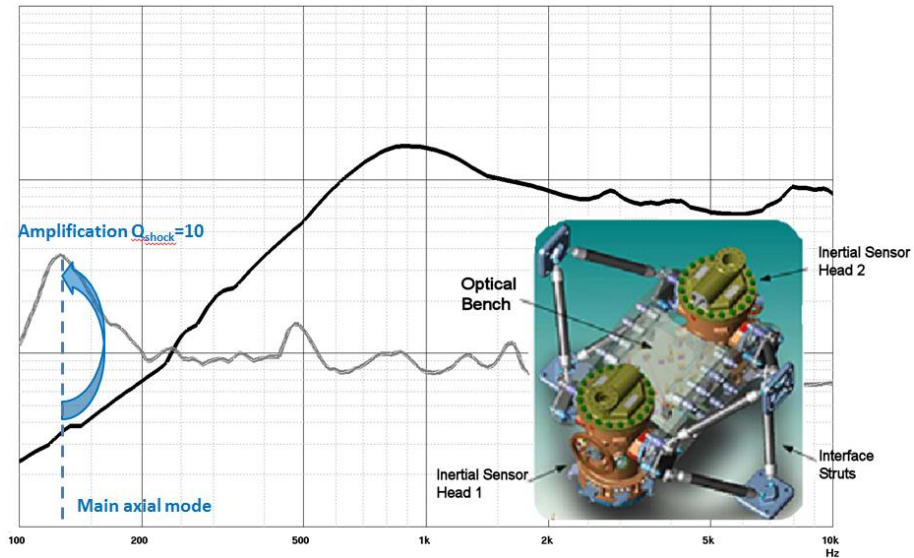 Amplification Qshock=10
Inertial Sensor
Head 2
Optical
Bench
Inertial Sensor
Head 1
Interface
Struts
Main axial mode
100
200
500
1k
2k
5k
10k
Hz